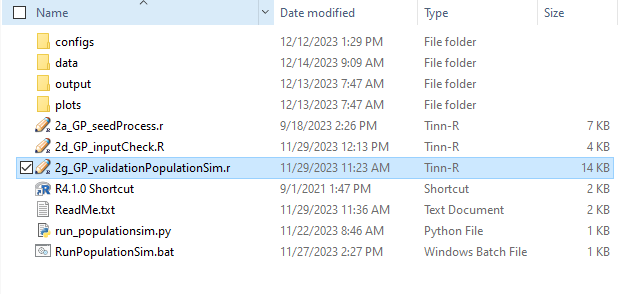 Name Date modified Type Size
configs 12/12/2023 1:29 PM File folder
data 12/14/2023 9:09 AM File folder
output 12/13/2023 7:47 AM File folder
plots 12/13/2023 7:47 AM File folder
2a_GP_seedProcess.r 9/18/2023 2:26 PM Tinn-R 7 KB
2d_GP_inputCheck.R 11/29/2023 12:13 PM Tinn-R 4 KB
2g_GP_validationPopulationSim.r 11/29/2023 11:23 AM Tinn-R 14 KB
R4.1.0 Shortcut 9/1/2021 1:47 PM Shortcut 2 KB
ReadMe.txt 11/29/2023 11:36 AM Text Document 2 KB
run_populationsim.py 11/22/2023 8:46 AM Python File 1 KB
RunPopulationSim.bat 11/27/2023 2:27 PM Windows Batch File 1 KB